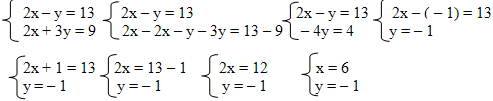 2x – y = 13   2x – y = 13   2x – y = 13   2x – ( – 1) = 13
2x + 3y = 9   2x – 2x – y – 3y = 13 – 9   – 4y = 4   y = – 1
2x + 1 = 13   2x = 13 – 1   2x = 12   x = 6
y = – 1   y = – 1   y = – 1   y = – 1